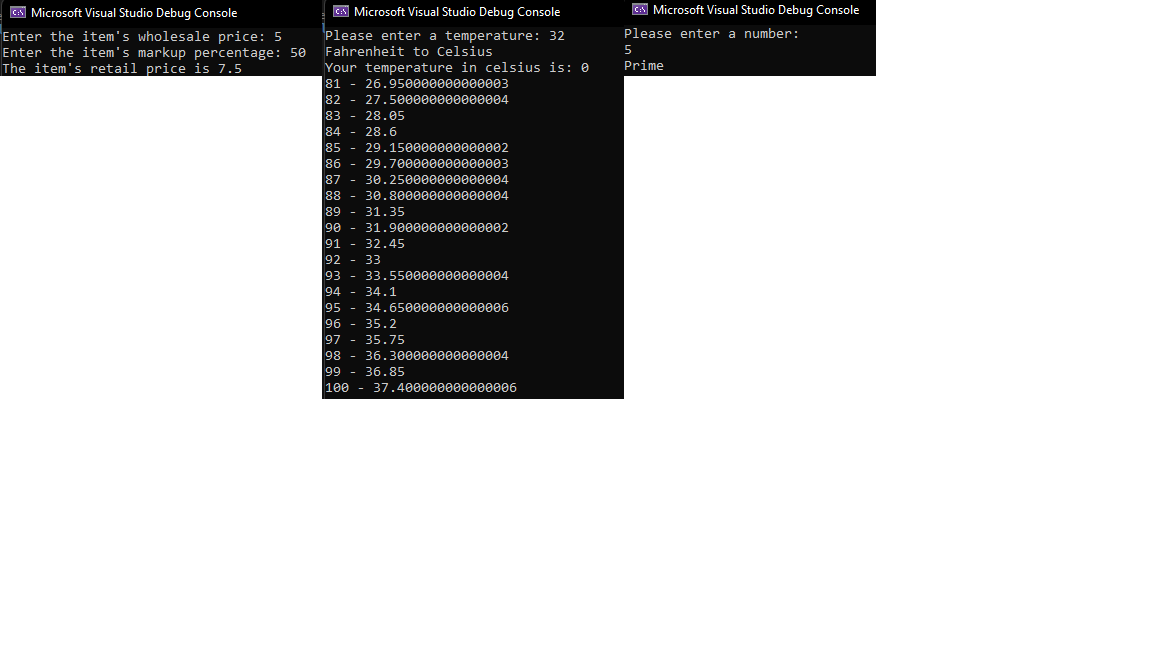 Microsoft Visual Studio Debug Console
Enter the item's wholesale price: 5
Enter the item's markup percentage: 50
The item's retail price is 7.5
Microsoft Visual Studio Debug Console
Please enter a temperature: 32
Fahrenheit to Celsius
Your temperature in celsius is: 0
81 - 26.950000000000003
82 - 27.500000000000004
83 - 28.05
84 - 28.6
85 - 29.150000000000002
86 - 29.700000000000003
87 - 30.250000000000004
88 - 30.800000000000004
89 - 31.35
90 - 31.900000000000002
91 - 32.45
92 - 33
93 - 33.550000000000004
94 - 34.1
95 - 34.650000000000006
96 - 35.2
97 - 35.75
98 - 36.300000000000004
99 - 36.85
100 - 37.400000000000006
Microsoft Visual Studio Debug Console
Please enter a number:
5
Prime